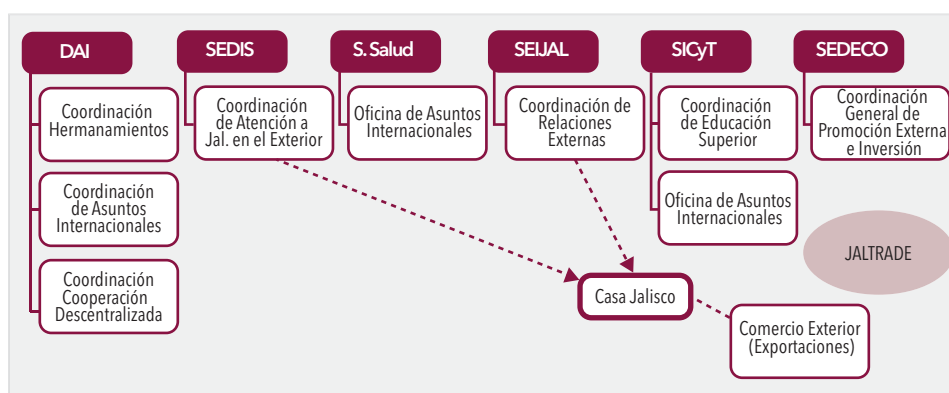 DAI
SEDIS
S. Salud
SEIJAL
SICyT
SEDECO
Coordinación
Hermanamientos
Coordinación
de Atención a
Jal. en el Exterior
Oficina de Asuntos
Internacionales
Coordinación de
Relaciones
Externas
Coordinación
de Educación
Superior
Coordinación
General de
Promoción Externa
e Inversión
Coordinación
de Asuntos
Internacionales
Oficina de Asuntos
Internacionales
JALTRADE
Coordinación
Cooperación
Descentralizada
Casa Jalisco
Comercio Exterior
(Exportaciones)